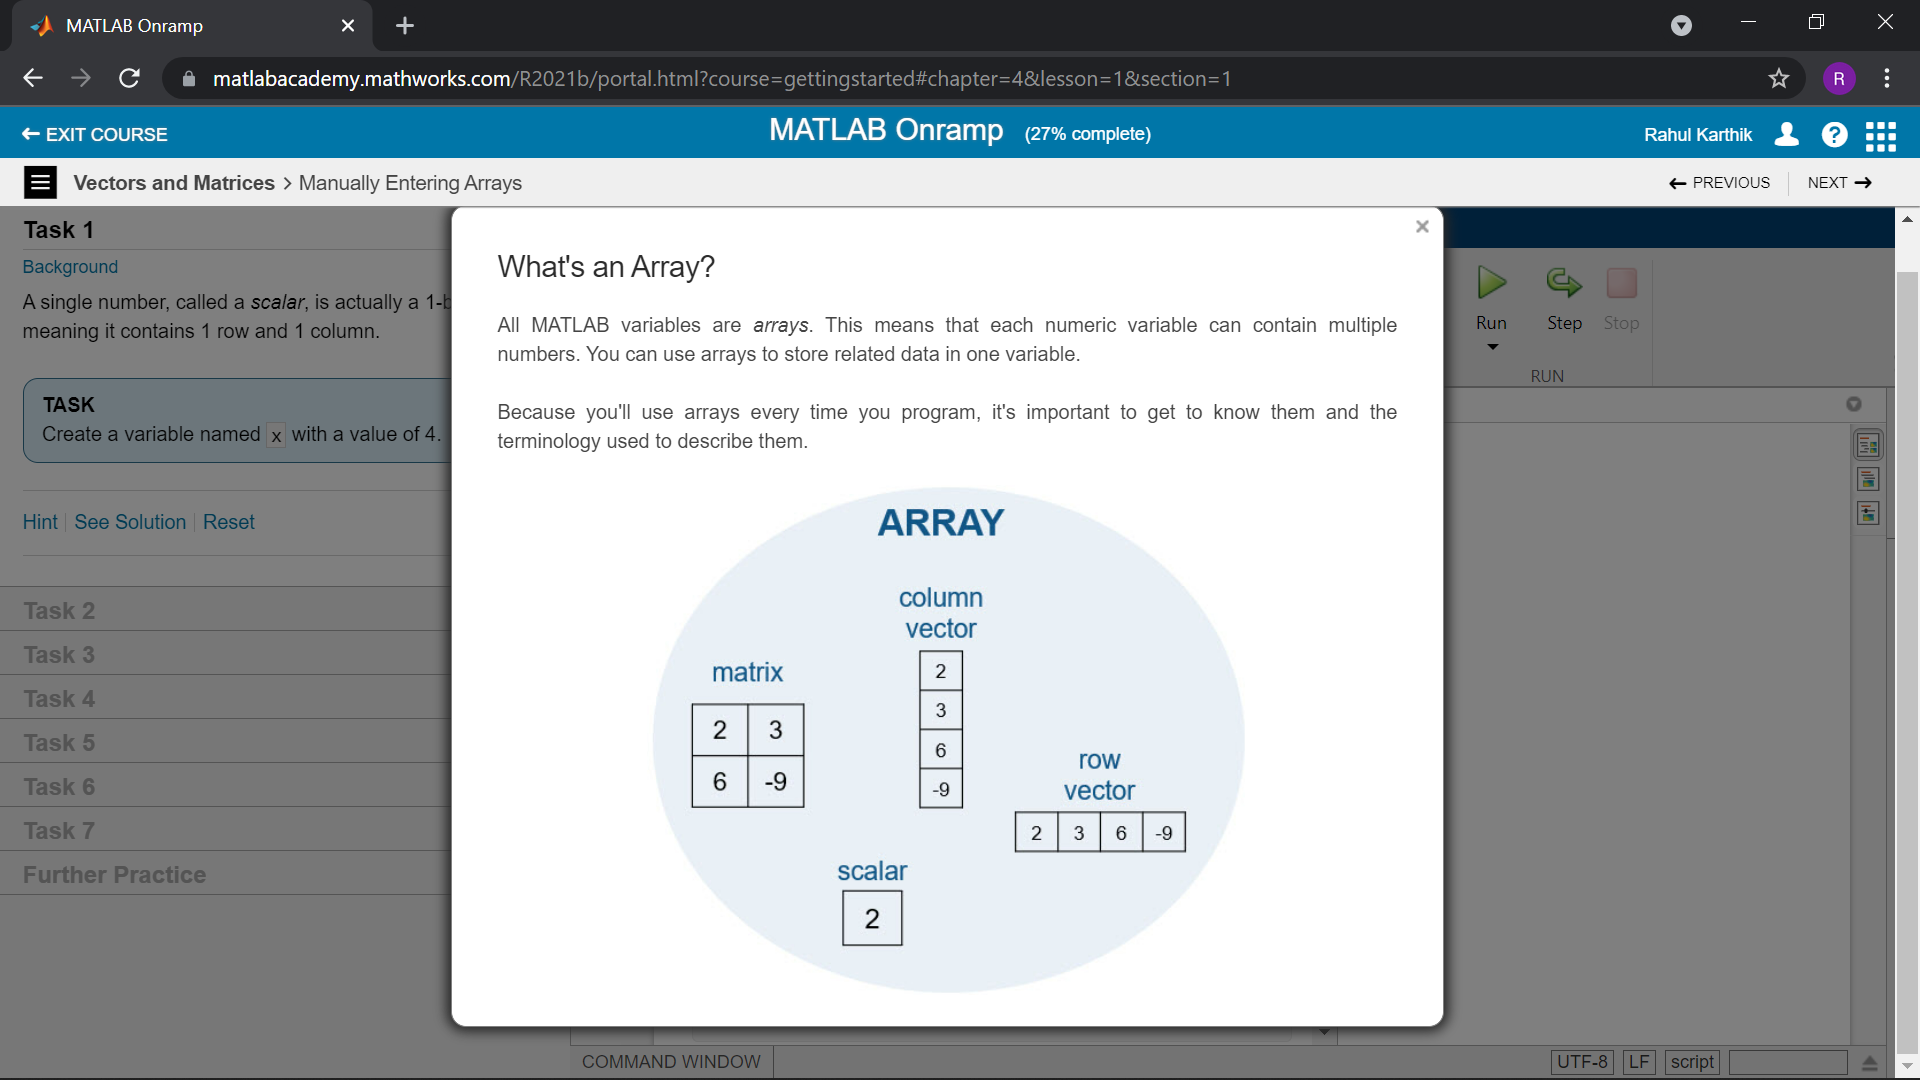 MATLAB Onramp
matlabacademy.mathworks.com/R2021b/portal.html?course=gettingstarted#chapter=4&lesson=1&section=1
R
EXIT COURSE
MATLAB Onramp (27% complete)
Rahul Karthik
?
Vectors and Matrices > Manually Entering Arrays
PREVIOUS
NEXT
Task 1
Background
A single number, called a scalar, is actually a 1-b
meaning it contains 1 row and 1 column.
TASK
Create a variable named x with a value of 4.
Hint
See Solution
Reset
Task 2
Task 3
Task 4
Task 5
Task 6
Task 7
Further Practice
What's an Array?
All MATLAB variables are arrays. This means that each numeric variable can contain multiple
numbers. You can use arrays to store related data in one variable.
Because you'll use arrays every time you program, it's important to get to know them and the
terminology used to describe them.
ARRAY
column
vector
2
3
6
-9
matrix
2 3
6 -9
row
vector
2 3 6 -9
scalar
2
Run
Step
Stop
RUN
COMMAND WINDOW
UTF-8
LF
script